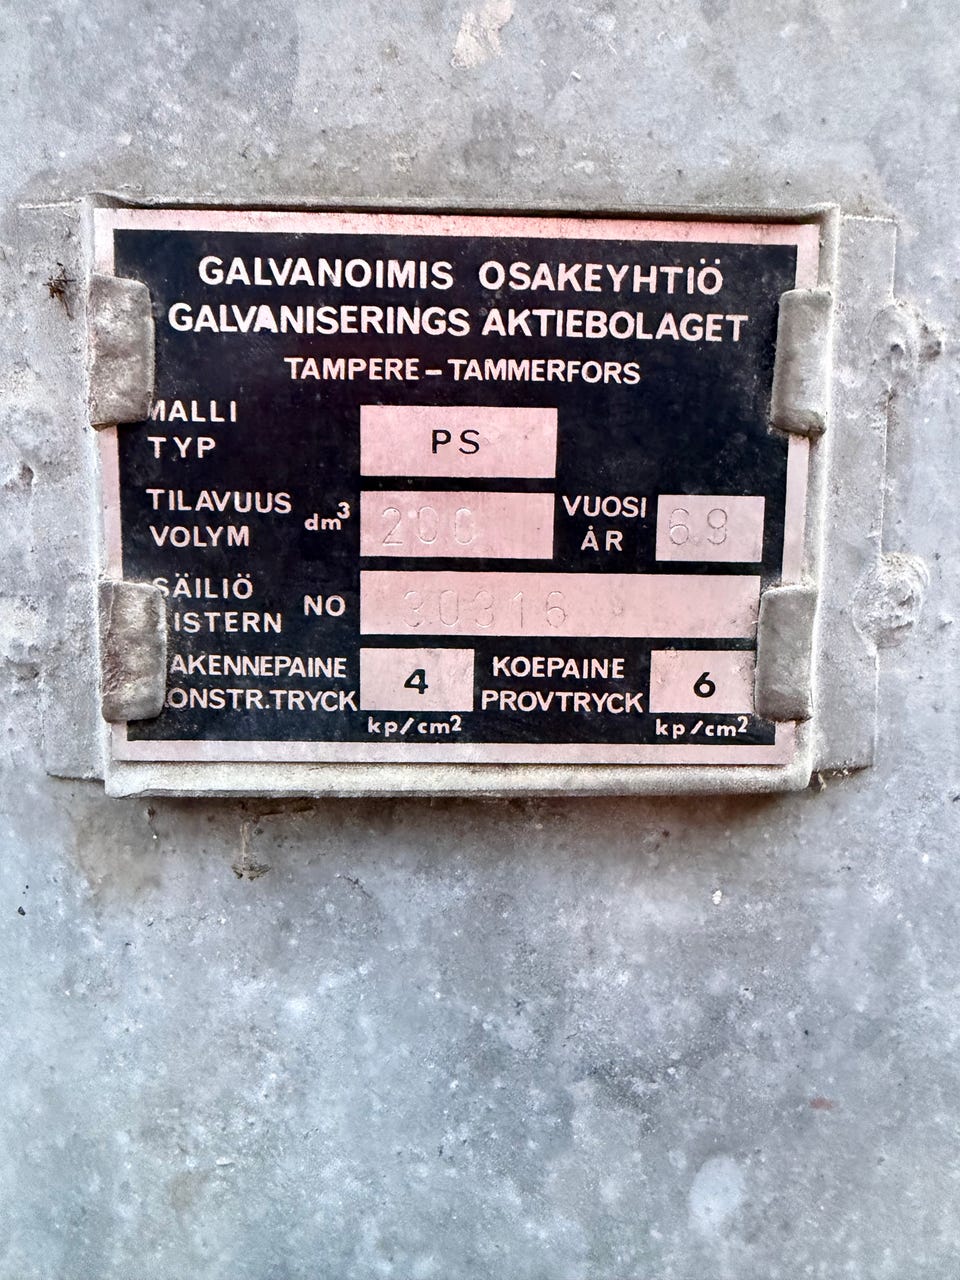 GALVANOIMIS OSAKEYHTIÖ
GALVANISERINGS AKTIEBOLAGET
TAMPERE – TAMMERFORS
MALLI
TYP PS
TILAVUUS
VOLYM dm³ 200 VUOSI
ÅR 69
SÄILIÖ
ISTERN NO 30316
AKENNEPAINE
ONSTR.TRYCK 4 kp/cm²
KOEPAINE
PROVTRYCK 6 kp/cm²